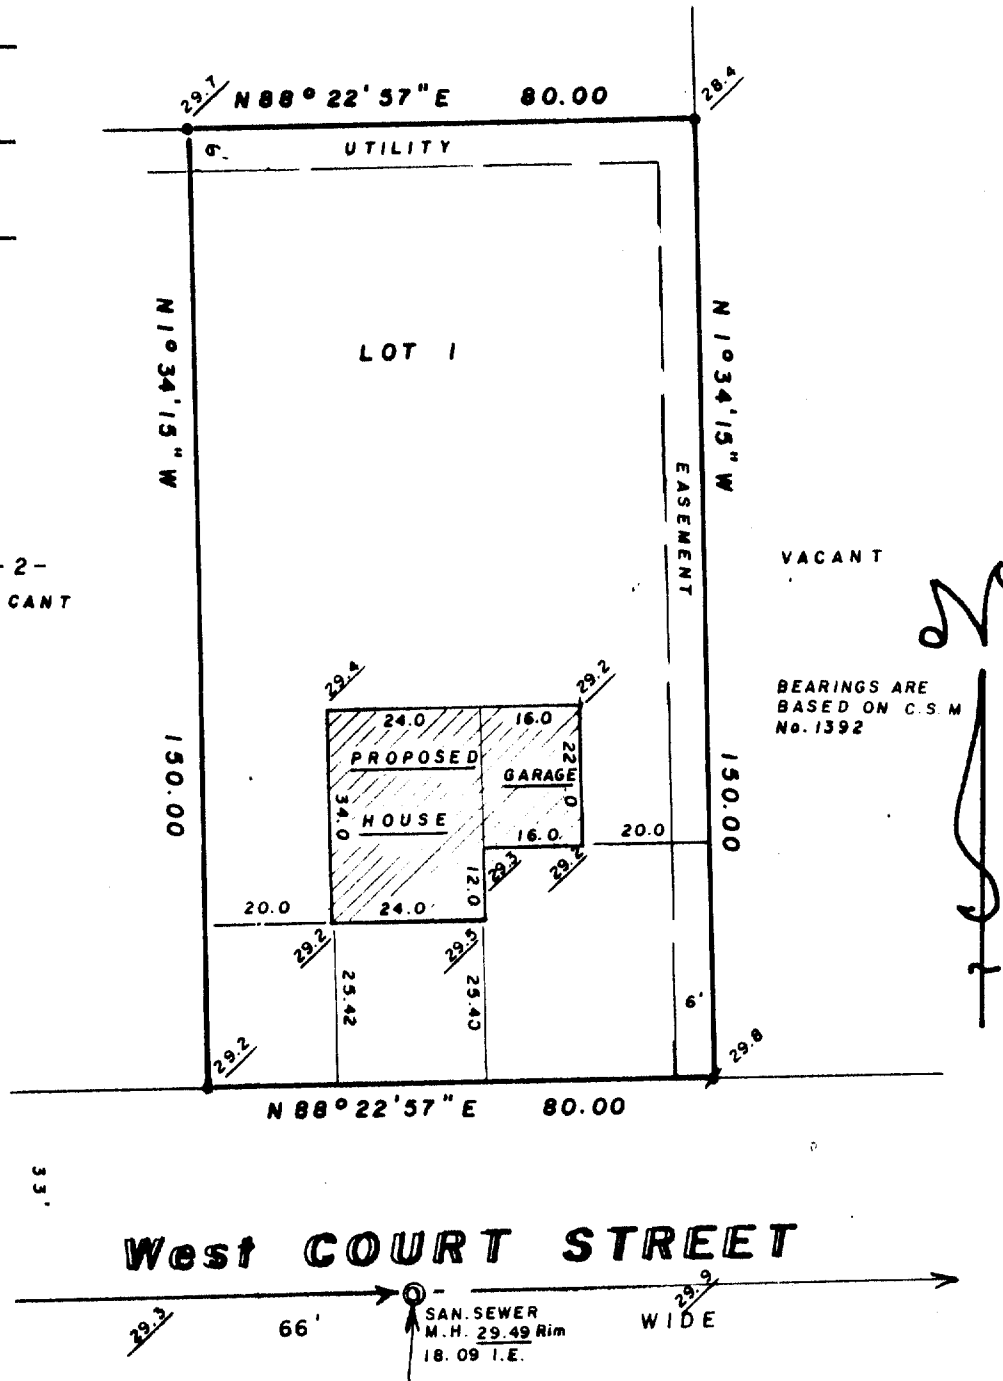 29.7
N 88° 22' 57" E 80.00
28.4
6'
UTILITY
N 1° 34' 15" W
LOT 1
N 1° 34' 15" W
EASEMENT
- 2 -
CANT
VACANT
BEARINGS ARE
BASED ON C.S.M
No. 1392
29.4
29.2
24.0
16.0
PROPOSED
HOUSE
34.0
GARAGE
22.0
16.0
20.0
150.00
150.00
29.3
29.2
12.0
20.0
24.0
29.2
29.5
25.42
25.40
6'
29.2
29.8
N 88° 22' 57" E 80.00
33'
West COURT STREET
29.3
66'
29.9
WIDE
SAN. SEWER
M.H. 29.49 Rim
18.09 I.E.